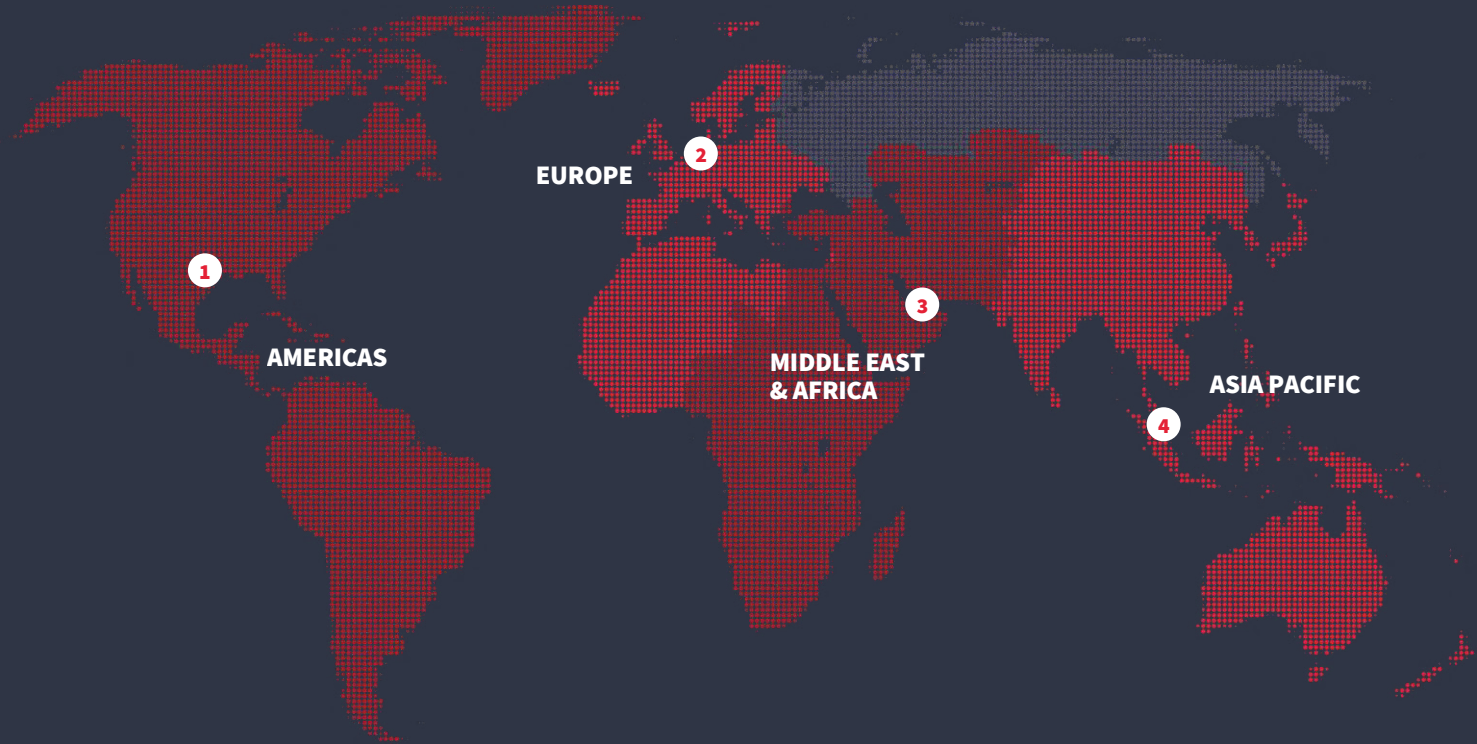 2
EUROPE
1
3
AMERICAS
MIDDLE EAST
& AFRICA
ASIA PACIFIC
4